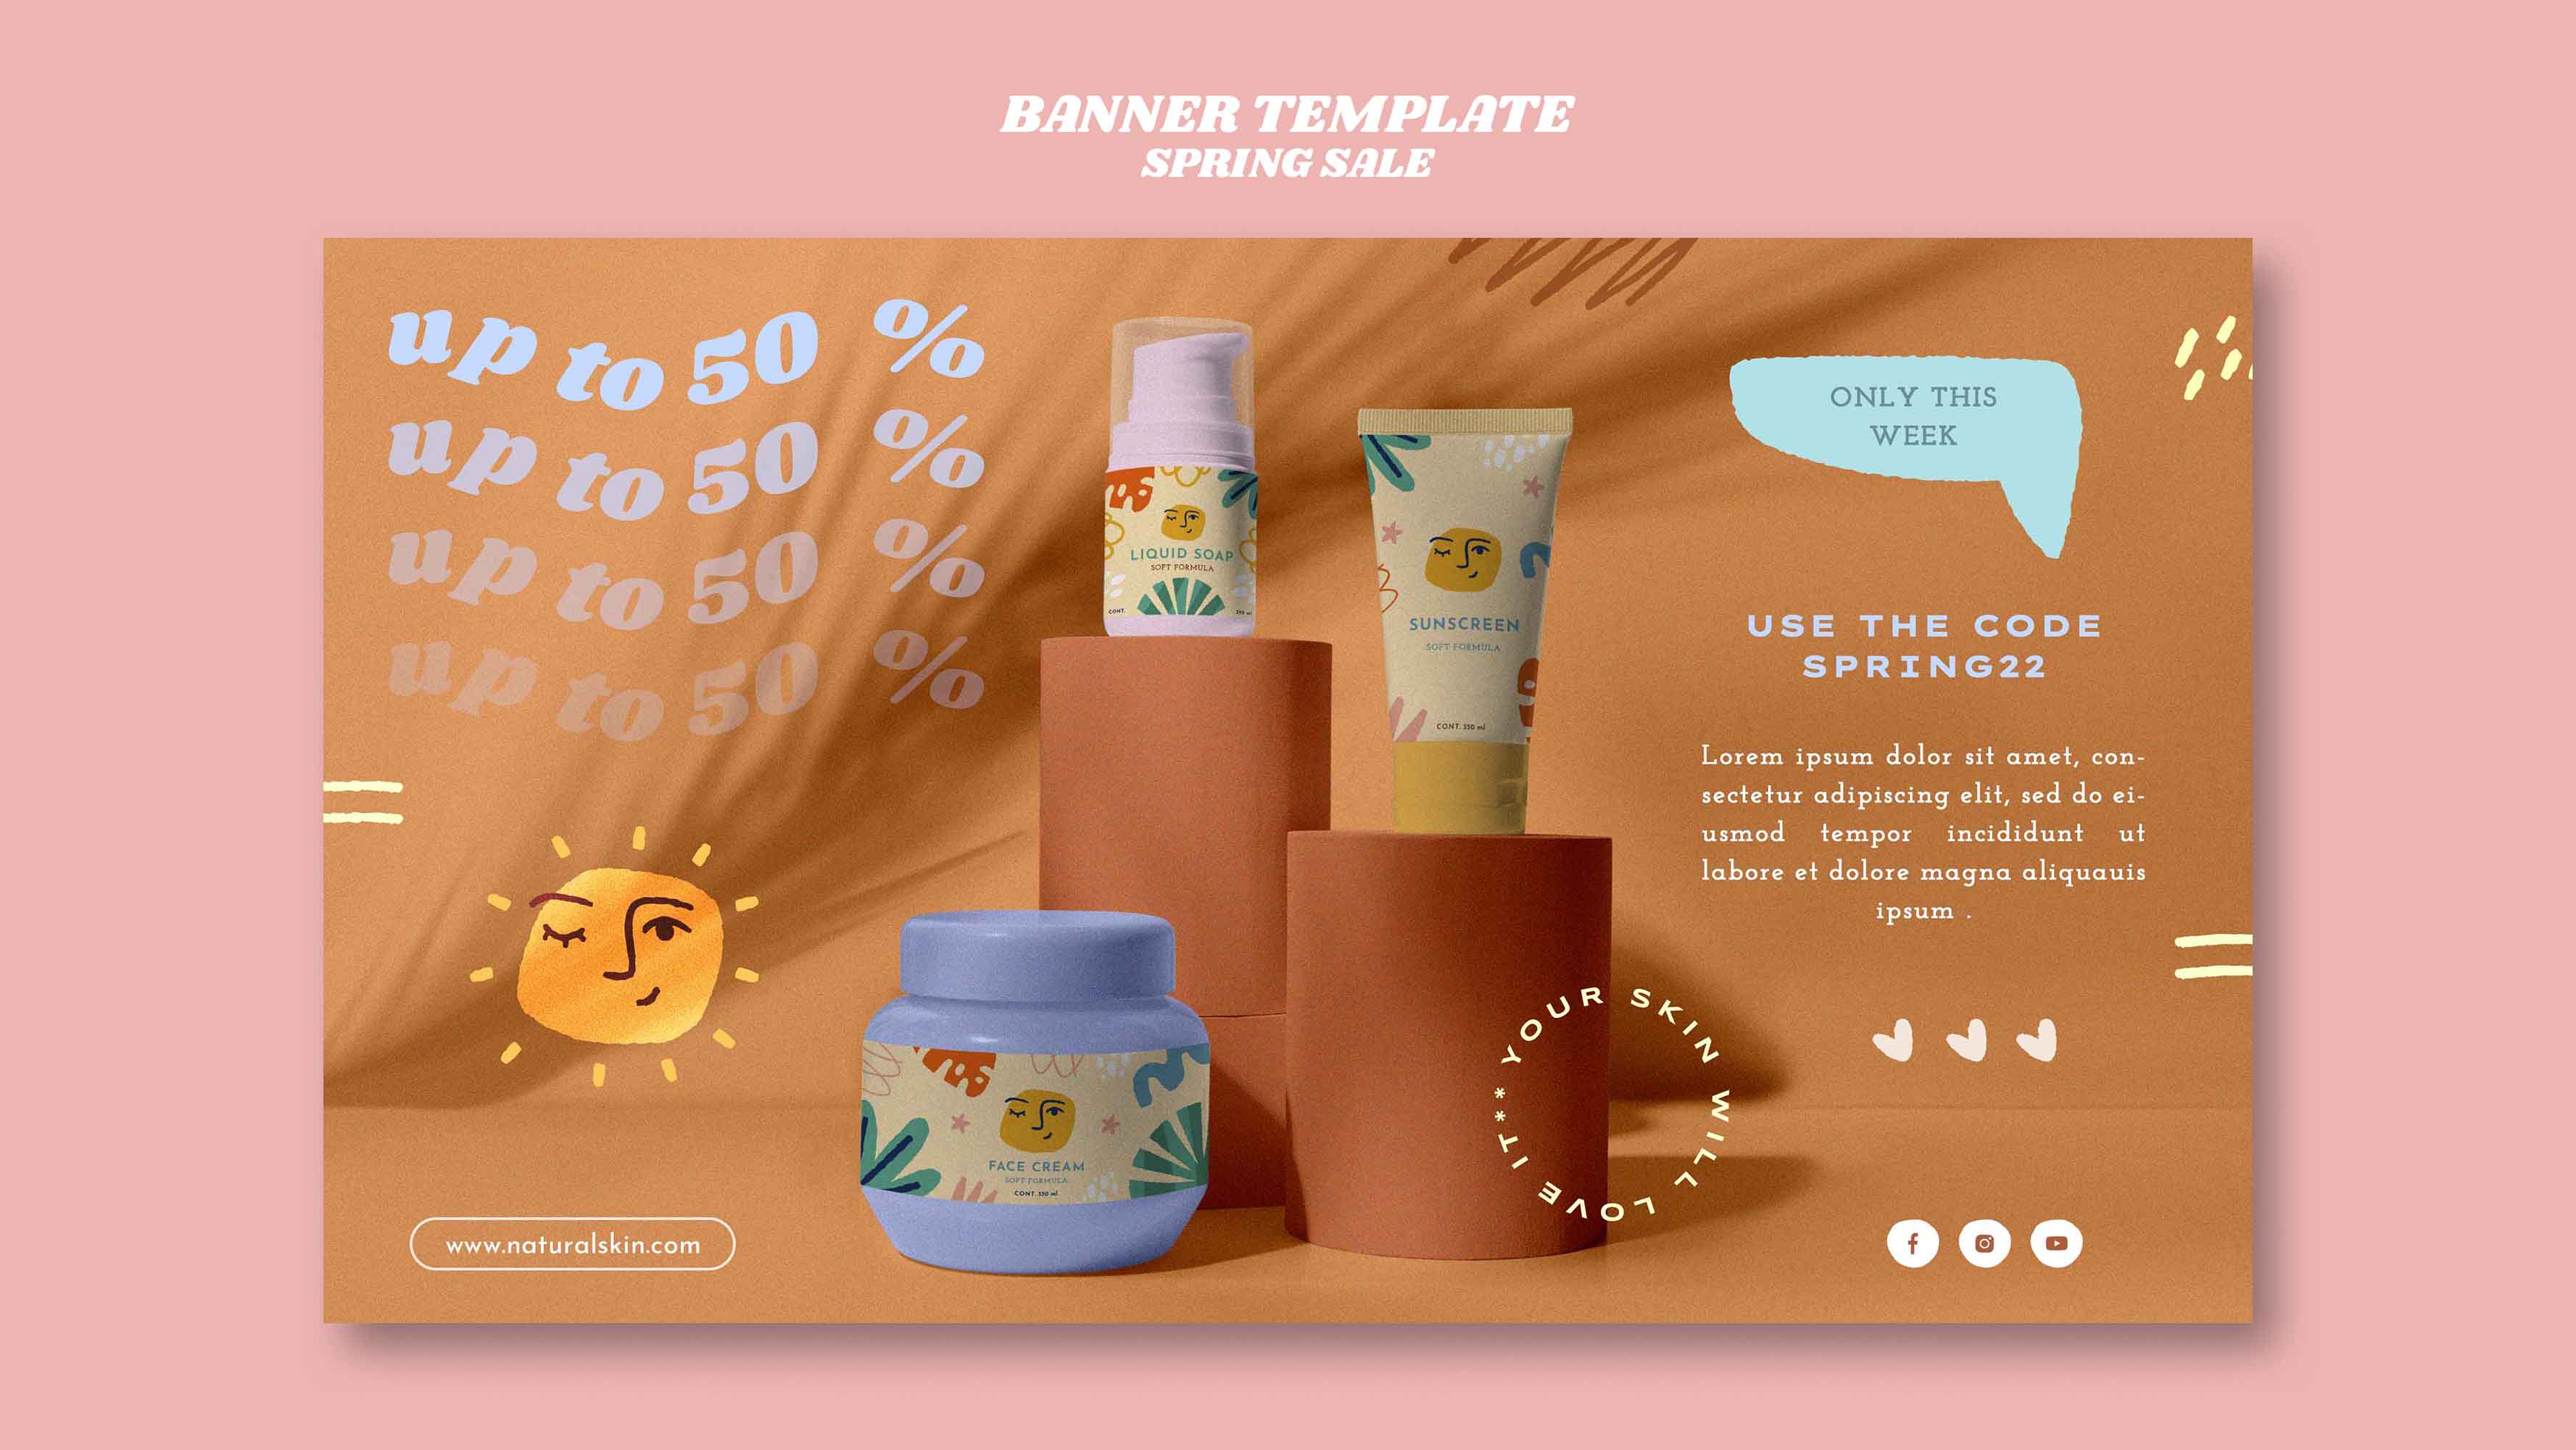 BANNER TEMPLATE
SPRING SALE
up to 50 %
up to 50 %
up to 50 %
up to 50 %
ONLY THIS
WEEK
LIQUID SOAP
SOFT FORMULA
CONT. 350 ml
SUNSCREEN
SOFT FORMULA
CONT. 350 ml
USE THE CODE
SPRING22
Lorem ipsum dolor sit amet, con-
sectetur adipiscing elit, sed do ei-
usmod tempor incididunt ut
labore et dolore magna aliquauis
ipsum .
YOUR SKIN WILL LOVE IT***
FACE CREAM
SOFT FORMULA
CONT. 350 ml
www.naturalskin.com